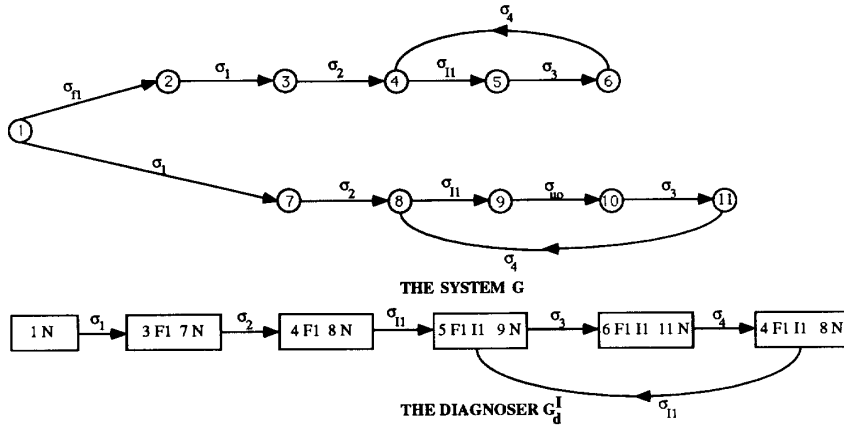 σ4
2 σ1 3 σ2 4 σI1 5 σ3 6
σf1
1
σ1
7 σ2 8 σI1 9 σuo 10 σ3 11
σ4
THE SYSTEM G
1 N σ1 3 F1 7 N σ2 4 F1 8 N σI1 5 F1 I1 9 N σ3 6 F1 I1 11 N σ4 4 F1 I1 8 N
THE DIAGNOSER G_d^I σI1